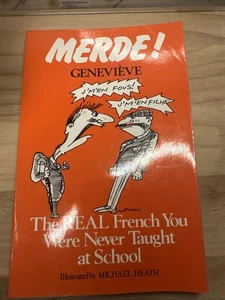 MERDE!
GENEVIÈVE
J'M'EN FOUS!
J'M'EN FICHE
The REAL French You
Were Never Taught
at School
Illustrated by MICHAEL HEATH